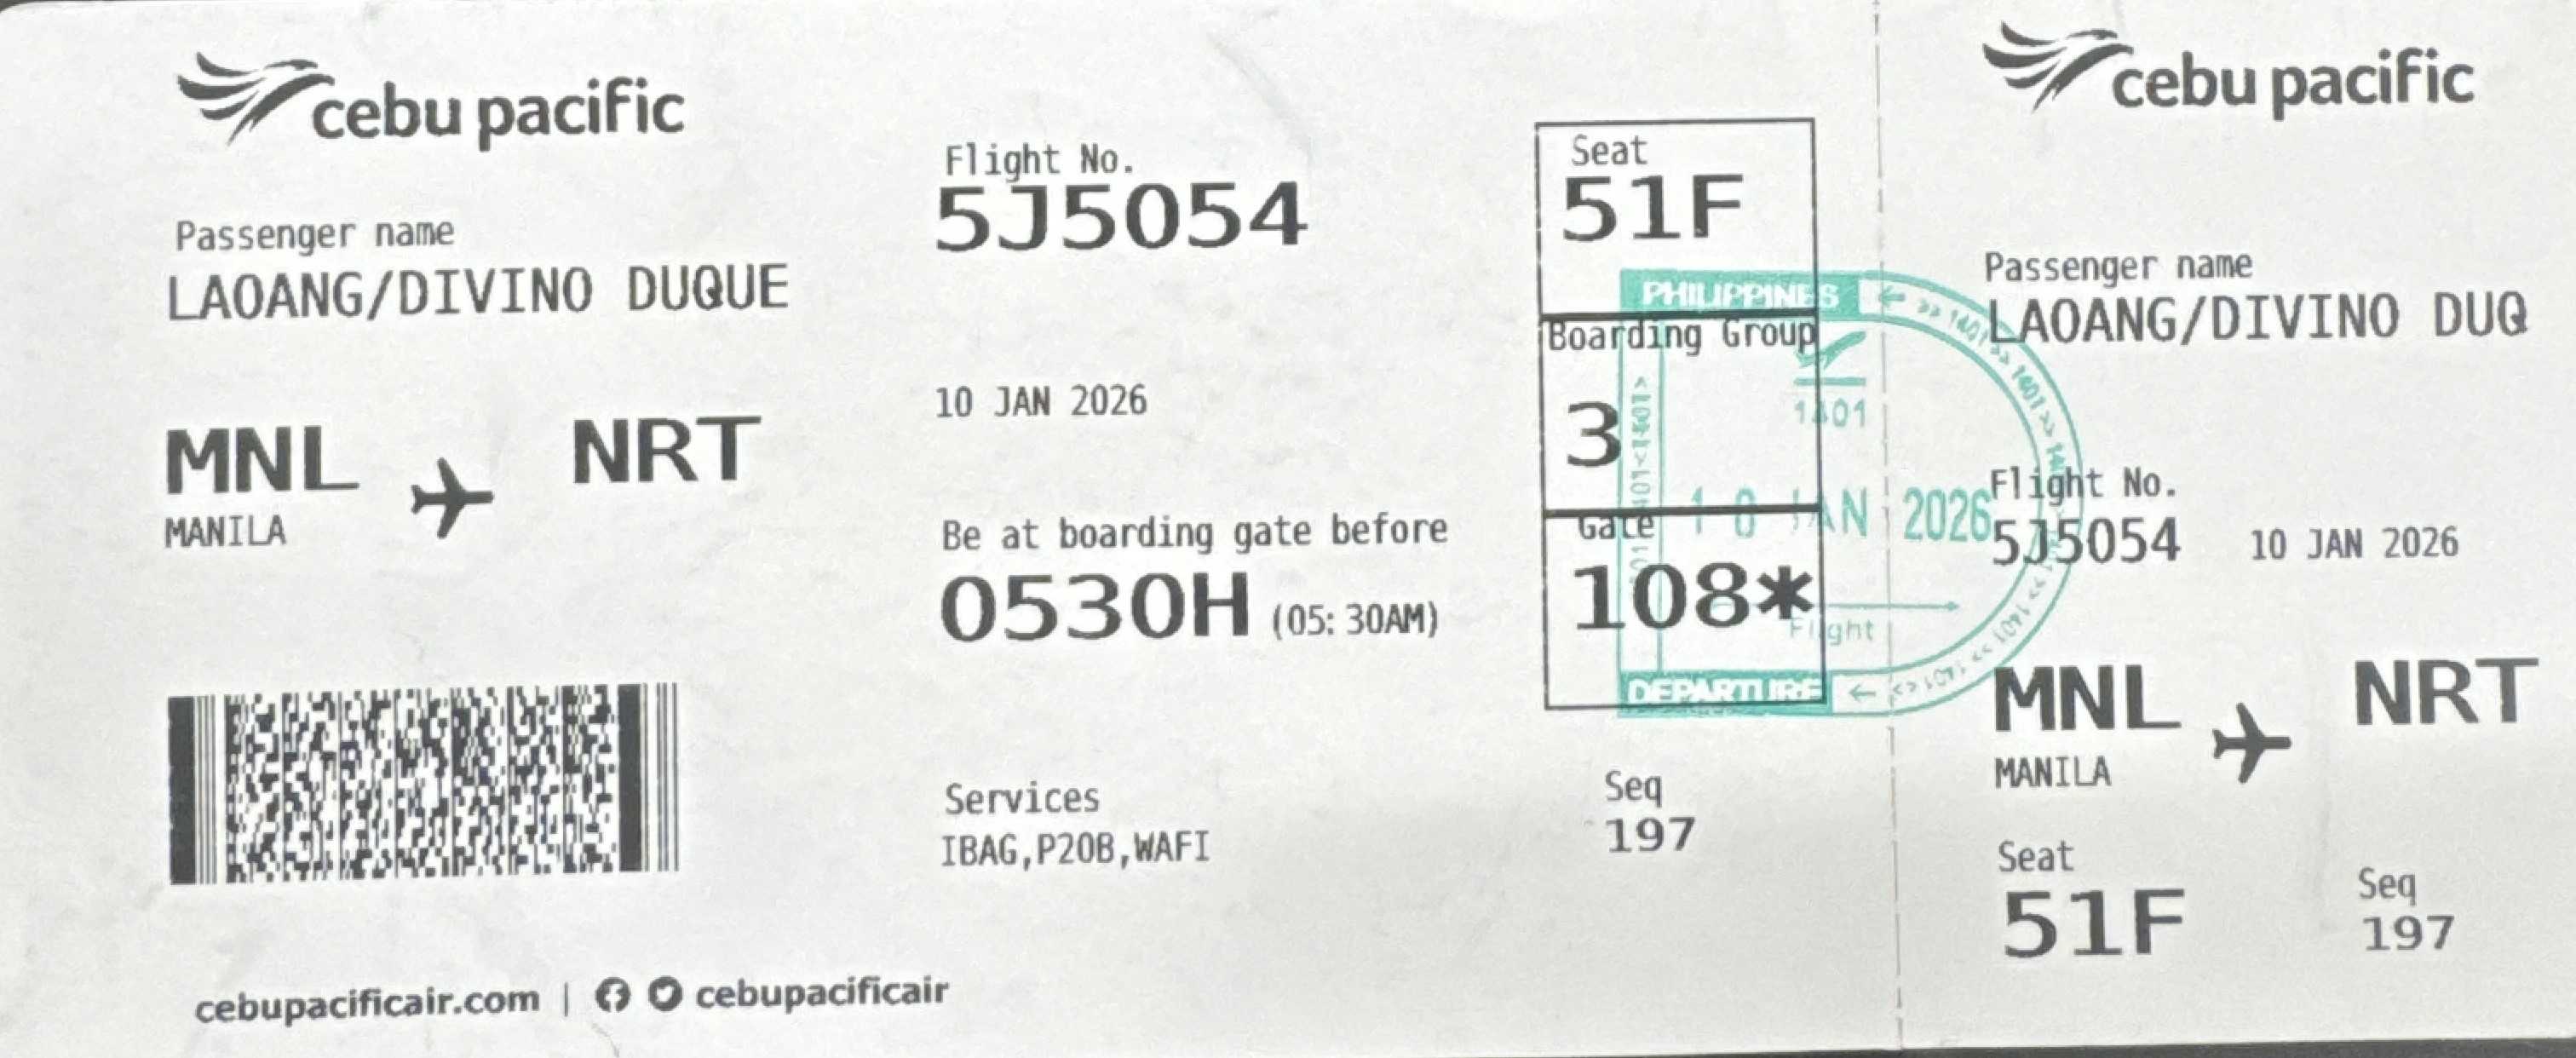 cebu pacific
Passenger name
LAOANG/DIVINO DUQUE
MNL NRT
MANILA
Flight No.
5J5054
10 JAN 2026
Be at boarding gate before
0530H (05:30AM)
Services
IBAG,P20B,WAFI
Seat
51F
Boarding Group
3
Gate
108*
Seq
197
PHILIPPINES
1401
JAN 2026
Flight
DEPARTURE
cebupacificair.com | cebupacificair
cebu pacific
Passenger name
LAOANG/DIVINO DUQ
Flight No.
5J5054 10 JAN 2026
MNL NRT
MANILA
Seat
51F
Seq
197